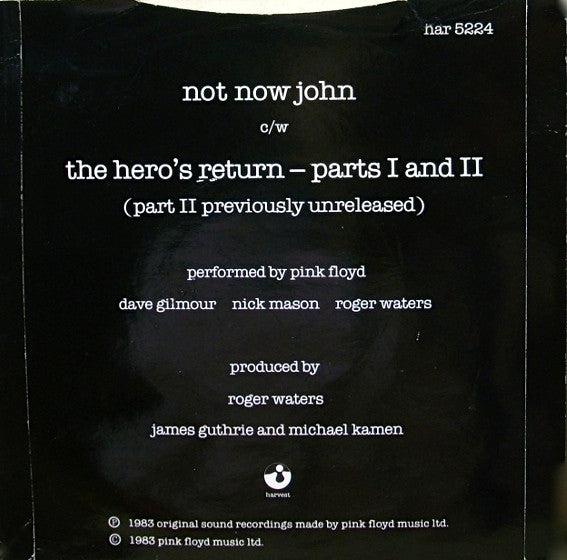 har 5224
not now john
c/w
the hero's return – parts I and II
(part II previously unreleased)
performed by pink floyd
dave gilmour nick mason roger waters
produced by
roger waters
james guthrie and michael kamen
harvest
℗ 1983 original sound recordings made by pink floyd music ltd.
© 1983 pink floyd music ltd.